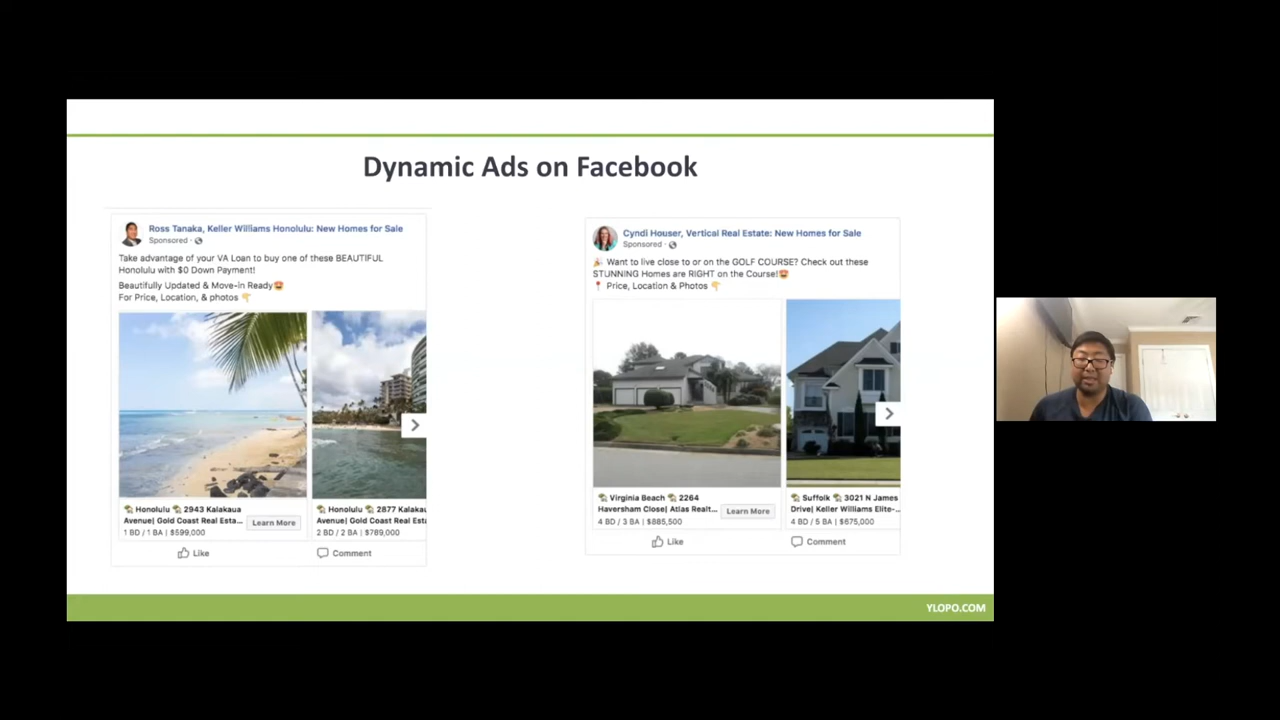 Dynamic Ads on Facebook
Ross Tanaka, Keller Williams Honolulu: New Homes for Sale
Sponsored ·
Take advantage of your VA Loan to buy one of these BEAUTIFUL
Honolulu with $0 Down Payment!
Beautifully Updated & Move-in Ready😍
For Price, Location, & photos 👇
🏡 Honolulu 🏡 2943 Kalakaua
Avenue| Gold Coast Real Esta...
1 BD / 1 BA | $599,000
Learn More
🏡 Honolulu 🏡 2877 Kalakau
Avenue| Gold Coast Real Esta
2 BD / 2 BA | $789,000
Like
Comment
Cyndi Houser, Vertical Real Estate: New Homes for Sale
Sponsored ·
🎉 Want to live close to or on the GOLF COURSE? Check out these
STUNNING Homes are RIGHT on the Course!😍
📍 Price, Location & Photos 👇
🏡 Virginia Beach 🏡 2264
Haversham Close| Atlas Realt...
4 BD / 3 BA | $885,500
Learn More
🏡 Suffolk 🏡 3021 N James
Drive| Keller Williams Elite-...
4 BD / 5 BA | $675,000
Like
Comment
YLOPO.COM